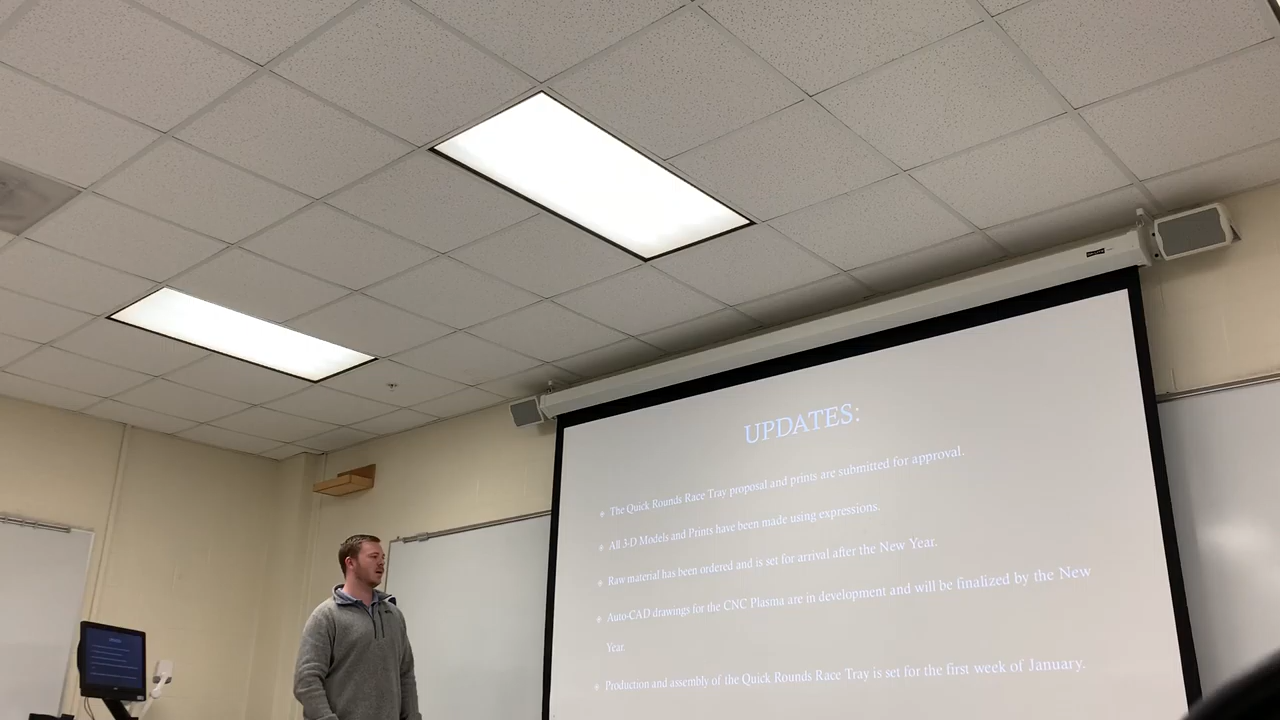 UPDATES:
The Quick Rounds Race Tray proposal and prints are submitted for approval.
All 3-D Models and Prints have been made using expressions.
Raw material has been ordered and is set for arrival after the New Year.
Auto-CAD drawings for the CNC Plasma are in development and will be finalized by the New
Year.
Production and assembly of the Quick Rounds Race Tray is set for the first week of January.